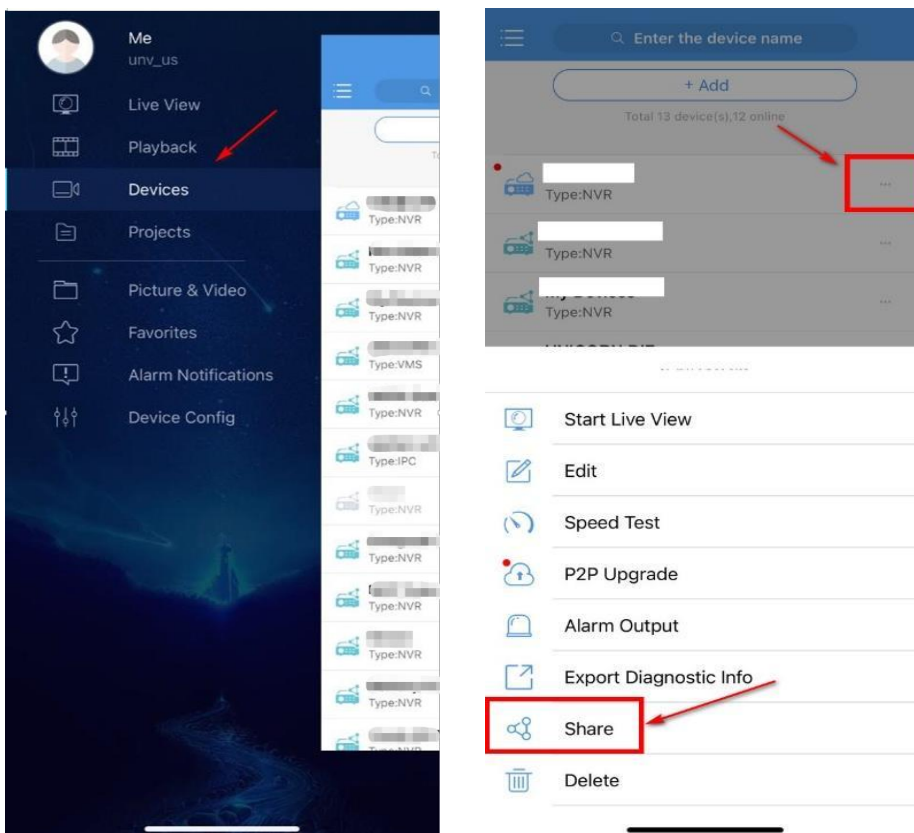 Me
unv_us
Live View
Playback
Devices
Projects
Picture & Video
Favorites
Alarm Notifications
Device Config
Type:NVR
Type:NVR
Type:NVR
Type:VMS
Type:NVR
Type:IPC
Type:NVR
Type:NVR
Type:NVR
Type:NVR
Type:NVR
Enter the device name
+ Add
Total 13 device(s),12 online
Type:NVR
Type:NVR
Type:NVR
Start Live View
Edit
Speed Test
P2P Upgrade
Alarm Output
Export Diagnostic Info
Share
Delete